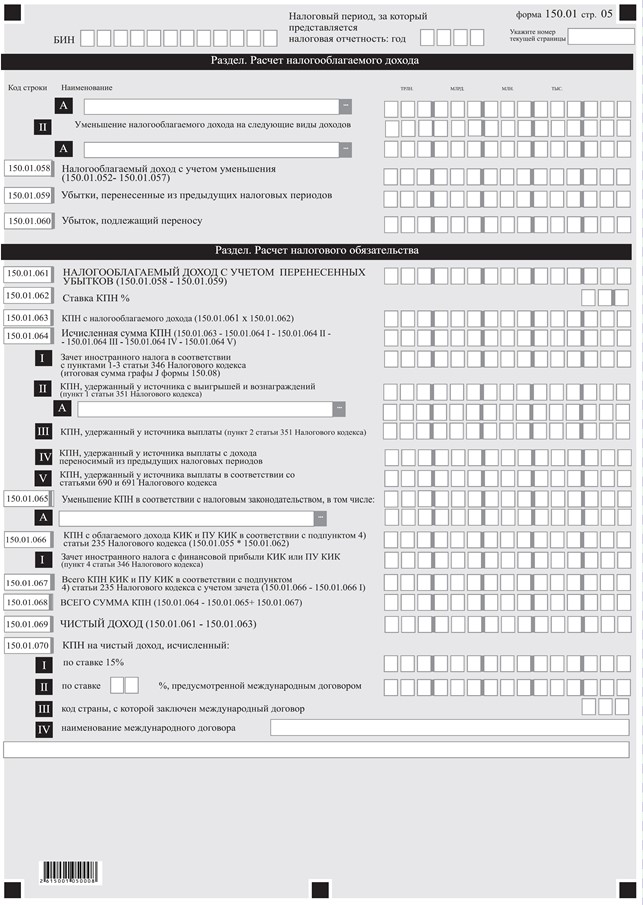 форма 150.01 стр. 05
Налоговый период, за который
представляется
налоговая отчетность: год
БИН
Укажите номер
текущей страницы
Раздел. Расчет налогооблагаемого дохода
Код строки Наименование ТРЛН. МЛРД. МЛН. ТЫС.
A
II Уменьшение налогооблагаемого дохода на следующие виды доходов
A
150.01.058 Налогооблагаемый доход с учетом уменьшения
(150.01.052- 150.01.057)
150.01.059 Убытки, перенесенные из предыдущих налоговых периодов
150.01.060 Убыток, подлежащий переносу
Раздел. Расчет налогового обязательства
150.01.061 НАЛОГООБЛАГАЕМЫЙ ДОХОД С УЧЕТОМ ПЕРЕНЕСЕННЫХ
УБЫТКОВ (150.01.058 - 150.01.059)
150.01.062 Ставка КПН %
150.01.063 КПН с налогооблагаемого дохода (150.01.061 х 150.01.062)
150.01.064 Исчисленная сумма КПН (150.01.063 - 150.01.064 I - 150.01.064 II -
- 150.01.064 III - 150.01.064 IV - 150.01.064 V)
I Зачет иностранного налога в соответствии
с пунктами 1-3 статьи 346 Налогового кодекса
(итоговая сумма графы J формы 150.08)
II КПН, удержанный у источника с выигрышей и вознаграждений
(пункт 1 статьи 351 Налогового кодекса)
A
III КПН, удержанный у источника выплаты (пункт 2 статьи 351 Налогового кодекса)
IV КПН, удержанный у источника выплаты с дохода
переносимый из предыдущих налоговых периодов
V КПН, удержанный у источника выплаты в соответствии со
статьями 690 и 691 Налогового кодекса
150.01.065 Уменьшение КПН в соответствии с налоговым законодательством, в том числе:
A
150.01.066 КПН с облагаемого дохода КИК и ПУ КИК в соответствии с подпунктом 4)
статьи 235 Налогового кодекса (150.01.055 * 150.01.062)
I Зачет иностранного налога с финансовой прибыли КИК или ПУ КИК
(пункт 4 статьи 346 Налогового кодекса)
150.01.067 Всего КПН КИК и ПУ КИК в соответствии с подпунктом
4) статьи 235 Налогового кодекса с учетом зачета (150.01.066 - 150.01.066 I)
150.01.068 ВСЕГО СУММА КПН (150.01.064 - 150.01.065+ 150.01.067)
150.01.069 ЧИСТЫЙ ДОХОД (150.01.061 - 150.01.063)
150.01.070 КПН на чистый доход, исчисленный:
I по ставке 15%
II по ставке %, предусмотренной международным договором
III код страны, с которой заключен международный договор
IV наименование международного договора
2615001050008